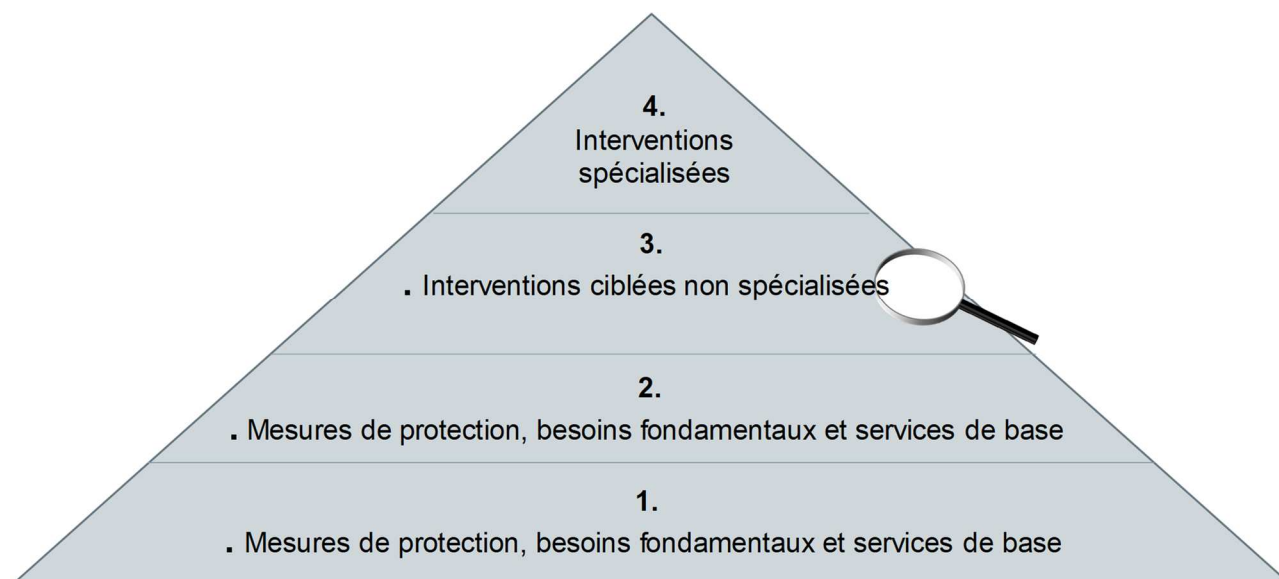 4.
Interventions
spécialisées
3.
. Interventions ciblées non spécialisées
2.
. Mesures de protection, besoins fondamentaux et services de base
1.
. Mesures de protection, besoins fondamentaux et services de base